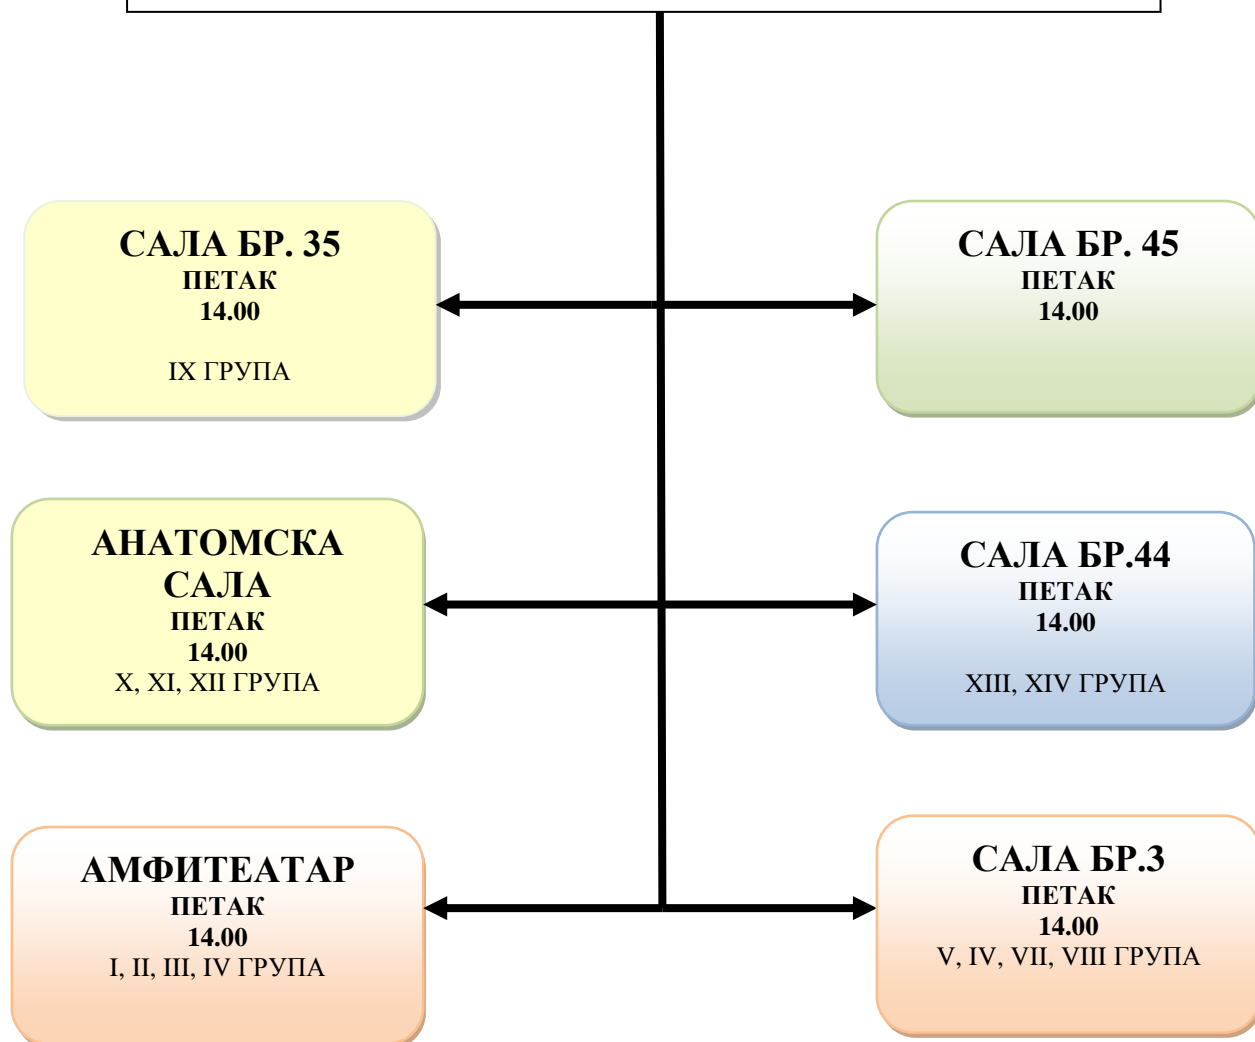 САЛА БР. 35
ПЕТАК
14.00
IX ГРУПА
САЛА БР. 45
ПЕТАК
14.00
АНАТОМСКА
САЛА
ПЕТАК
14.00
X, XI, XII ГРУПА
САЛА БР.44
ПЕТАК
14.00
XIII, XIV ГРУПА
АМФИТЕАТАР
ПЕТАК
14.00
I, II, III, IV ГРУПА
САЛА БР.3
ПЕТАК
14.00
V, IV, VII, VIII ГРУПА